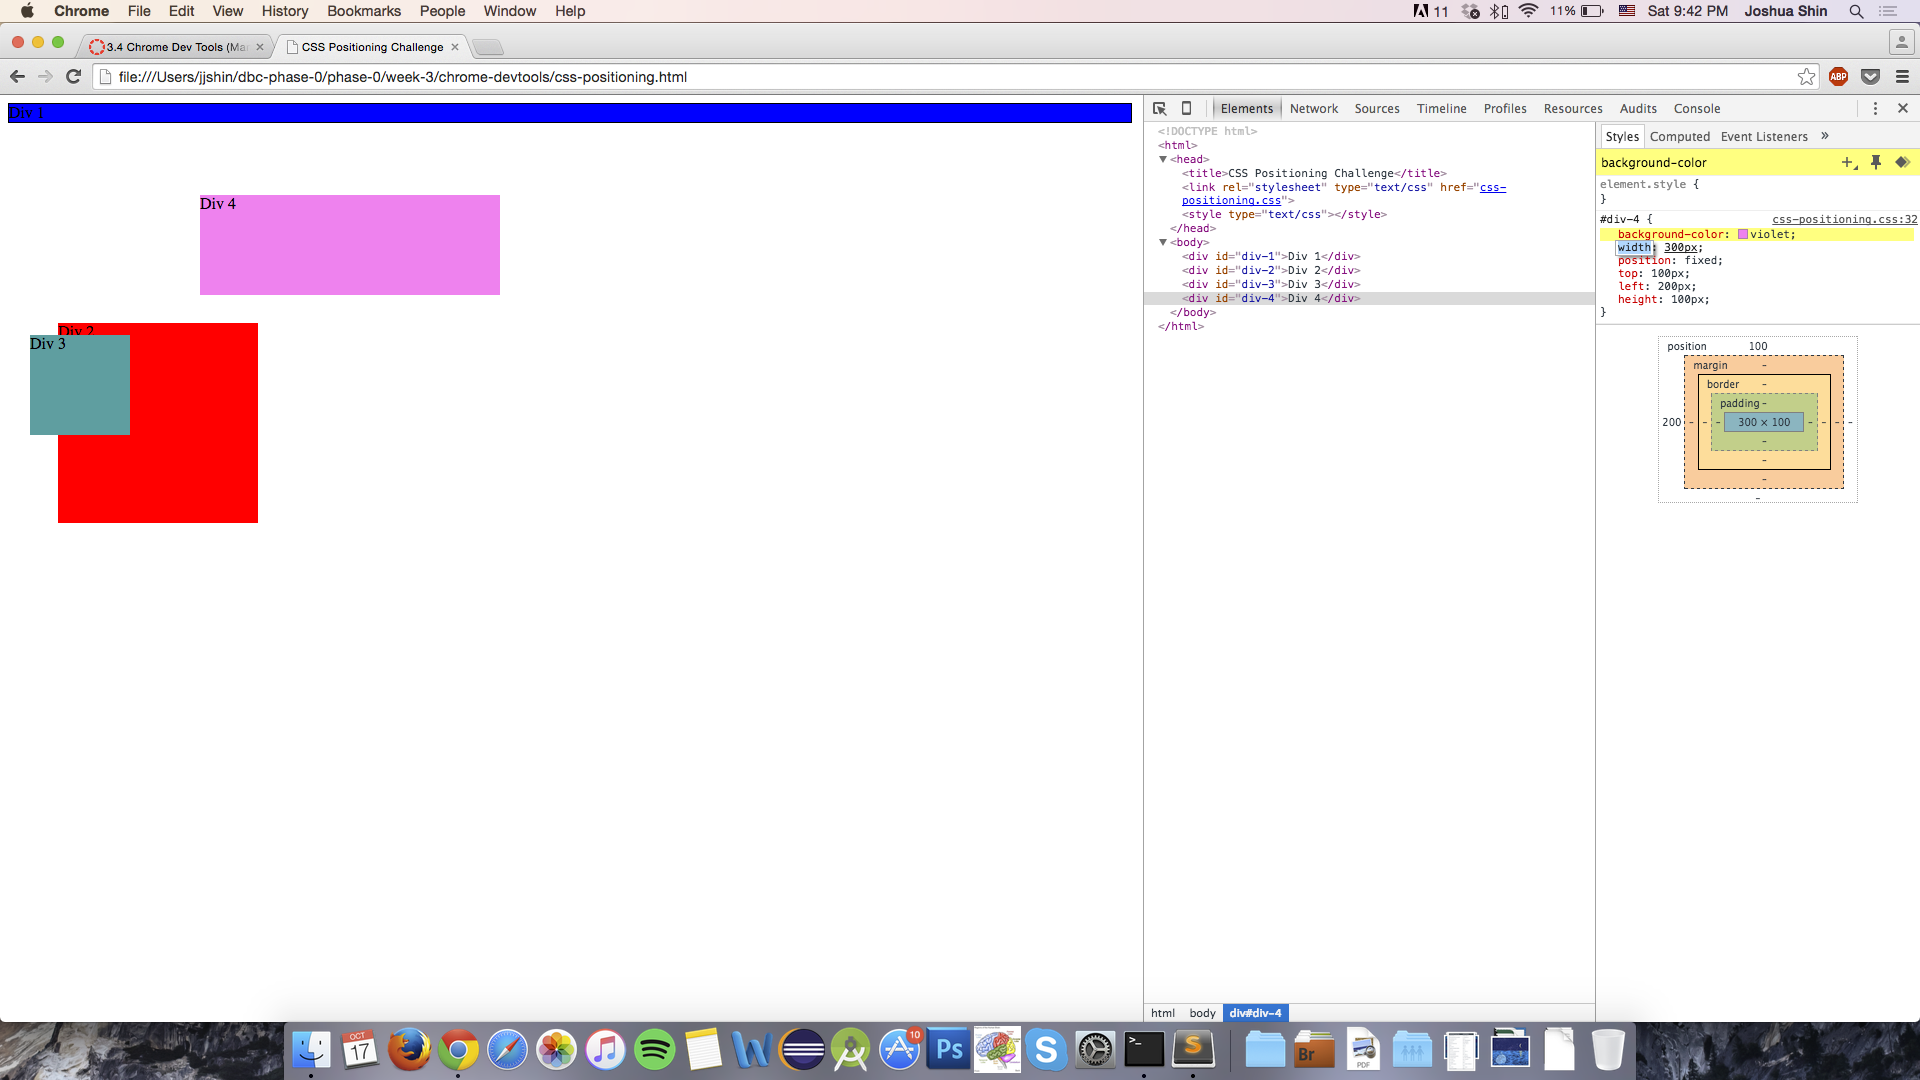 Chrome File Edit View History Bookmarks People Window Help 11 11% Sat 9:42 PM Joshua Shin
3.4 Chrome Dev Tools (Ma CSS Positioning Challenge
file:///Users/jjshin/dbc-phase-0/phase-0/week-3/chrome-devtools/css-positioning.html ABP
Div 1
Div 4
Div 2
Div 3
Elements Network Sources Timeline Profiles Resources Audits Console
<!DOCTYPE html>
<html>
<head>
<title>CSS Positioning Challenge</title>
<link rel="stylesheet" type="text/css" href="css-
positioning.css">
<style type="text/css"></style>
</head>
<body>
<div id="div-1">Div 1</div>
<div id="div-2">Div 2</div>
<div id="div-3">Div 3</div>
<div id="div-4">Div 4</div>
</body>
</html>
html body div#div-4
Styles Computed Event Listeners »
background-color
element.style {
}
#div-4 { css-positioning.css:32
background-color: violet;
width: 300px;
position: fixed;
top: 100px;
left: 200px;
height: 100px;
}
position 100
margin -
border -
padding -
200 - - - 300 × 100 - - - -
-
-
-
-
OCT
17
10
Ps
S
>_
S
Br
PDF